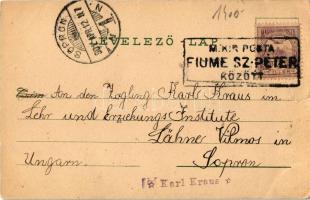 1400.-
SOPRON
LEVELEZŐ LAP
M. KIR. POSTA
FIUME SZ-PÉTER
KÖZÖTT
An den Zögling Karl Kraus im
Lehr und Erziehungs Institute
Lähne Vilmos in
Ungarn. Sopron
Karl Kraus